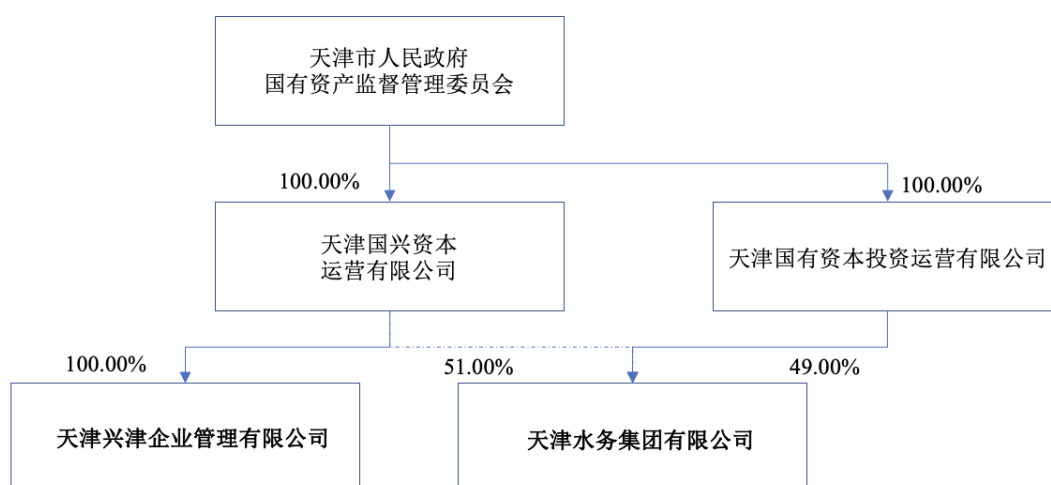 天津市人民政府
国有资产监督管理委员会
100.00%
100.00%
天津国兴资本
运营有限公司
天津国有资本投资运营有限公司
100.00%
51.00%
49.00%
天津兴津企业管理有限公司
天津水务集团有限公司